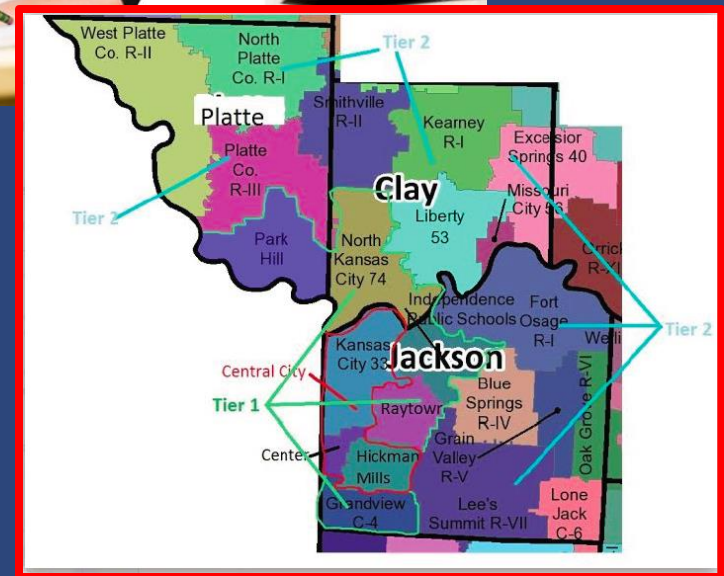 West Platte
Co. R-II
North
Platte
Co. R-I
Tier 2
Platte
Smithville
R-II
Kearney
R-I
Excelsior
Springs 40
Platte
Co.
R-III
Clay
Missouri
City 56
Tier 2
Liberty
53
Park
Hill
North
Kansas
City 74
Orrick
R-XI
Independence
Public Schools
Fort
Osage
R-I
Tier 2
Kansas
City 33
Jackson
Central City
Tier 1
Raytown
Blue
Springs
R-IV
Oak Grove R-VI
Center
Hickman
Mills
Grain
Valley
R-V
Grandview
C-4
Lee's
Summit R-VII
Lone
Jack
C-6